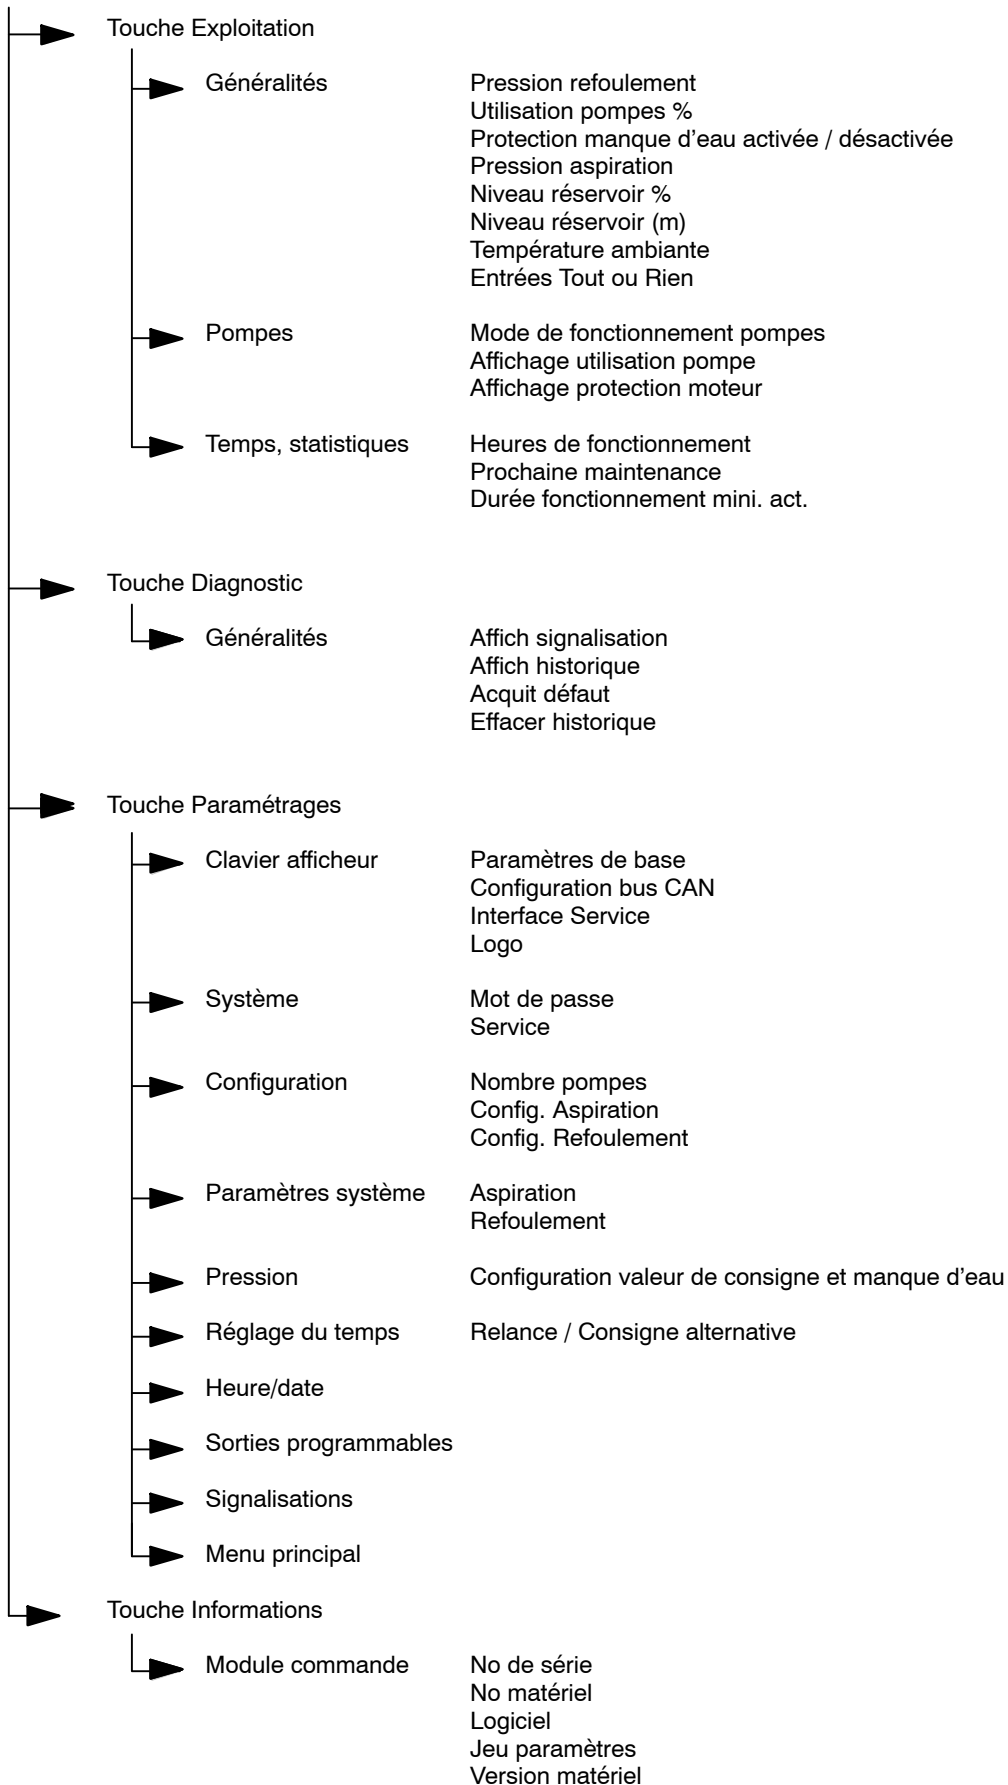 Touche Exploitation
Généralités
Pression refoulement
Utilisation pompes %
Protection manque d'eau activée / désactivée
Pression aspiration
Niveau réservoir %
Niveau réservoir (m)
Température ambiante
Entrées Tout ou Rien
Pompes
Mode de fonctionnement pompes
Affichage utilisation pompe
Affichage protection moteur
Temps, statistiques
Heures de fonctionnement
Prochaine maintenance
Durée fonctionnement mini. act.
Touche Diagnostic
Généralités
Affich signalisation
Affich historique
Acquit défaut
Effacer historique
Touche Paramétrages
Clavier afficheur
Paramètres de base
Configuration bus CAN
Interface Service
Logo
Système
Mot de passe
Service
Configuration
Nombre pompes
Config. Aspiration
Config. Refoulement
Paramètres système
Aspiration
Refoulement
Pression
Configuration valeur de consigne et manque d'eau
Réglage du temps
Relance / Consigne alternative
Heure/date
Sorties programmables
Signalisations
Menu principal
Touche Informations
Module commande
No de série
No matériel
Logiciel
Jeu paramètres
Version matériel